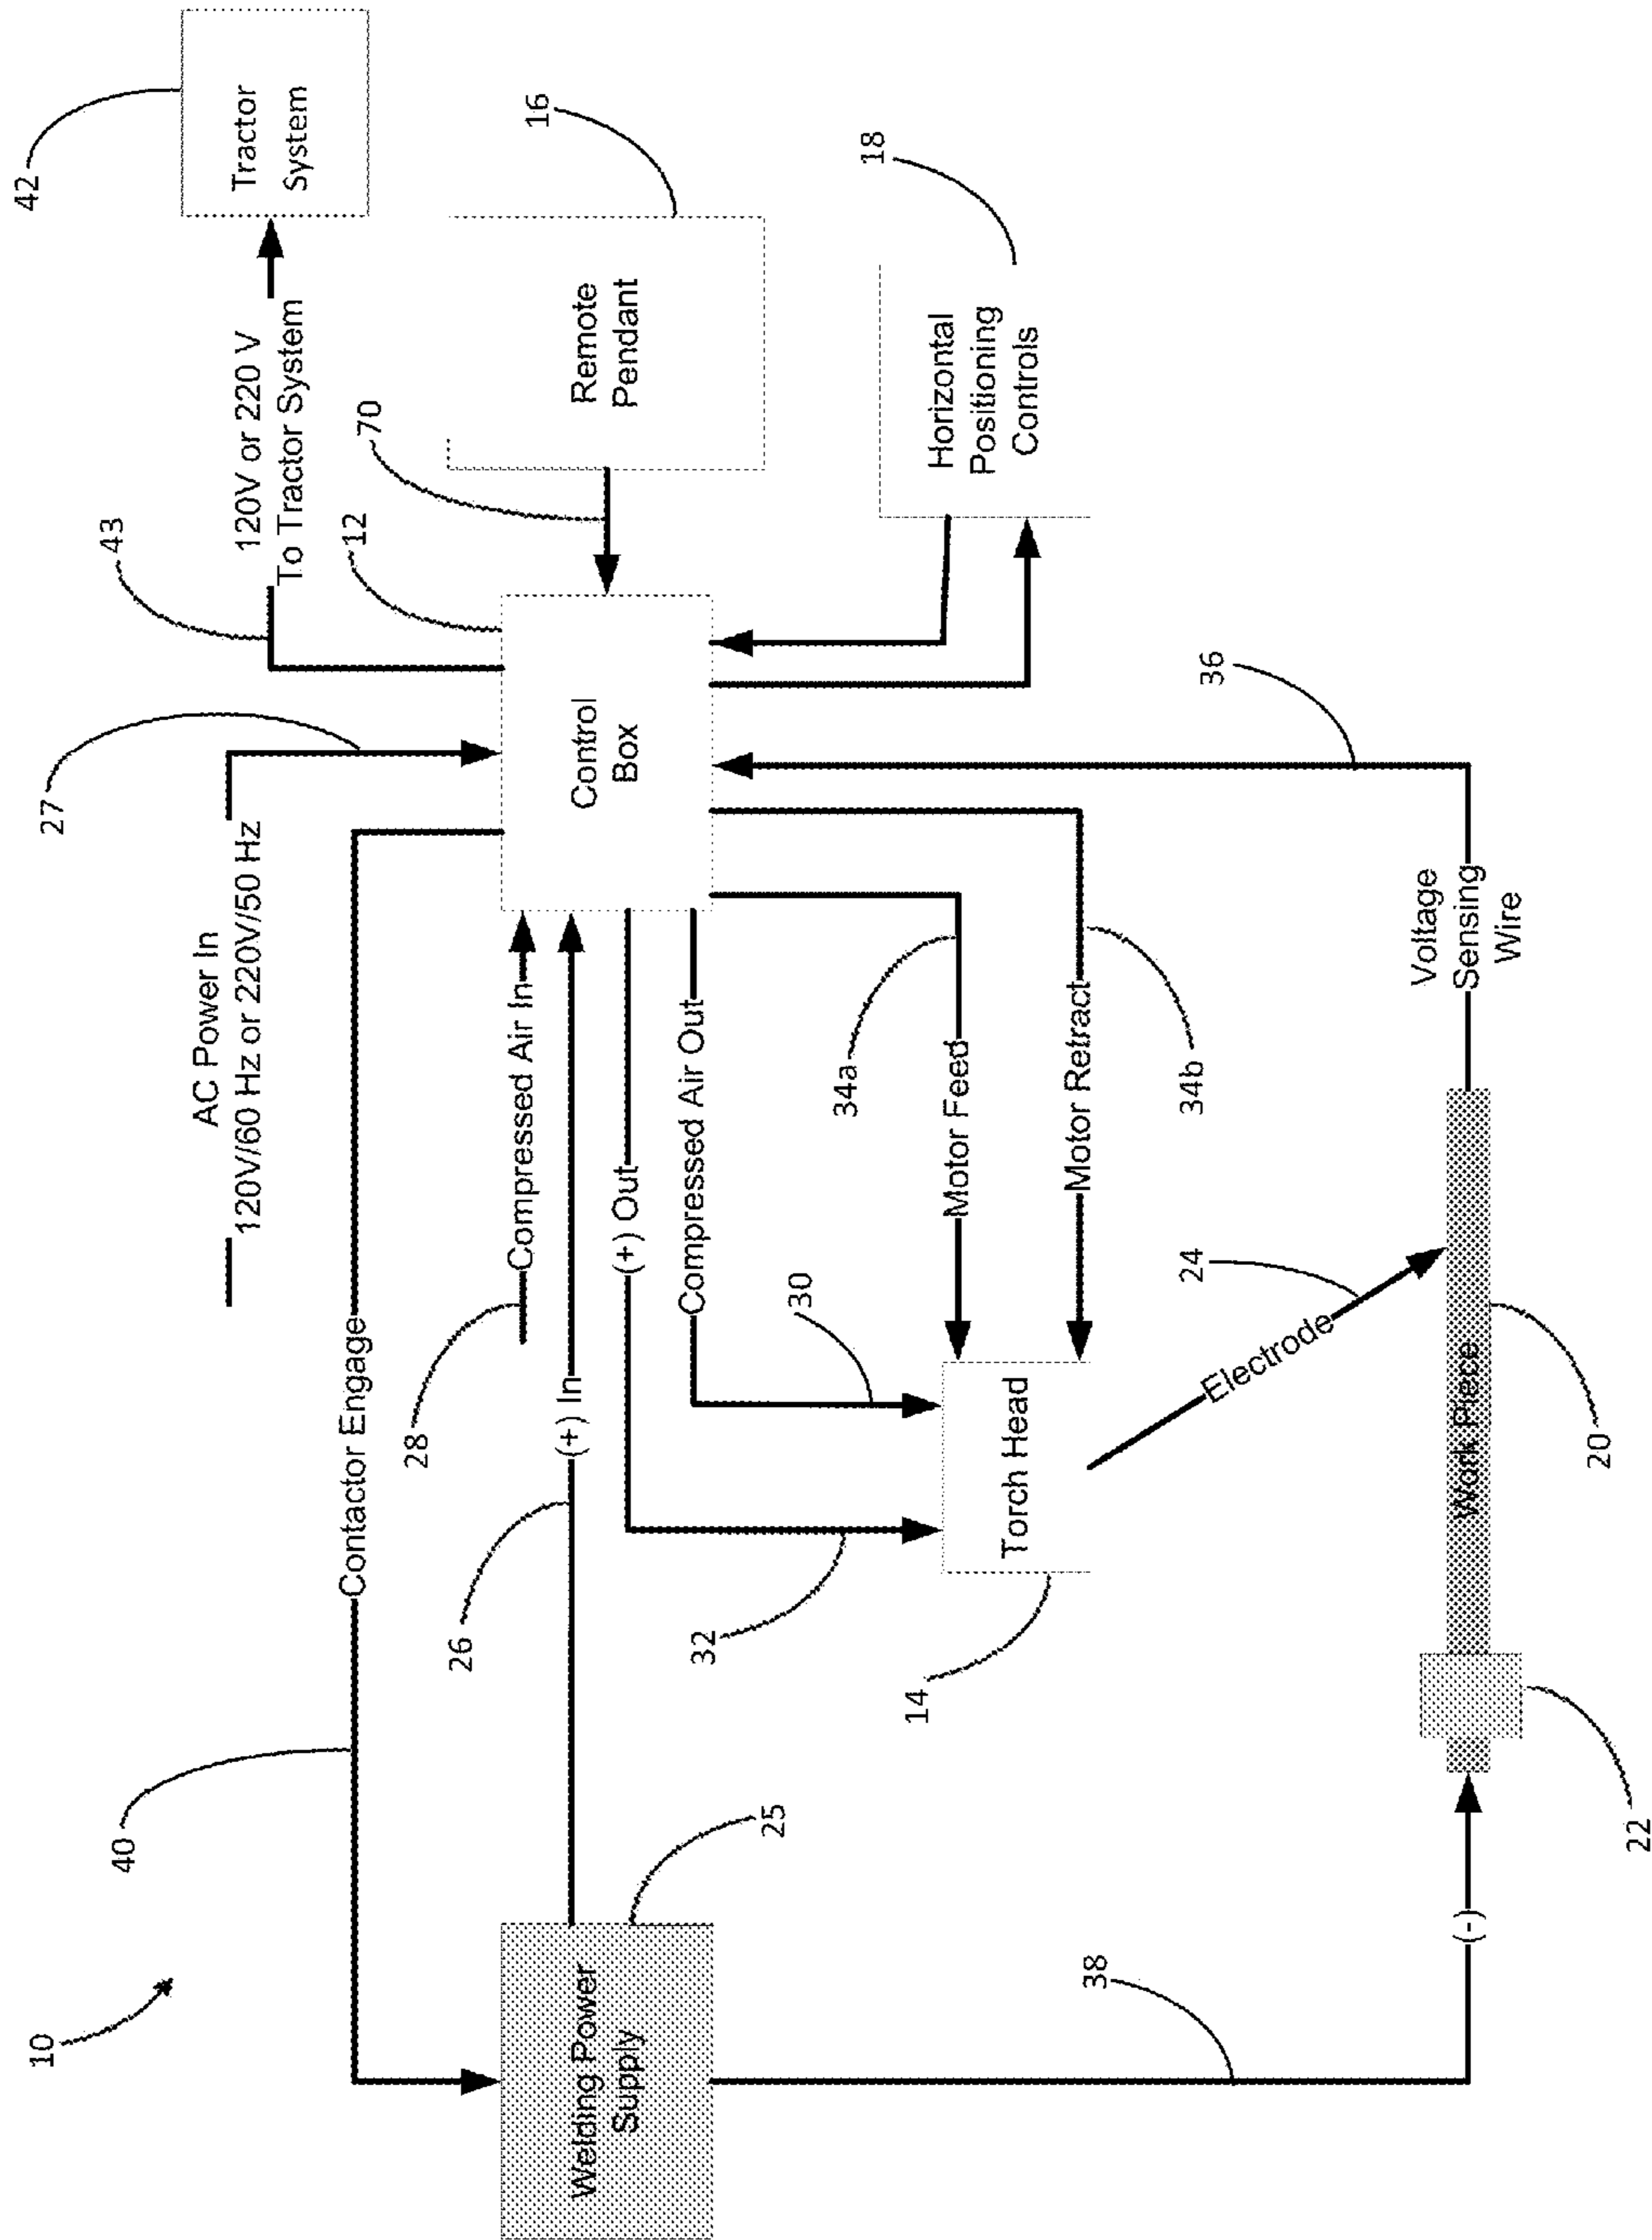 10
40
Contactor Engage
AC Power In
120V/60 Hz or 220V/50 Hz
27
43
120V or 220 V
To Tractor System
42
Tractor
System
28
Compressed Air In
26
(+) In
(+) Out
Compressed Air Out
Control
Box
12
70
Remote
Pendant
16
Welding Power
Supply
25
32
30
34a
Motor Feed
Motor Retract
34b
Torch Head
14
Horizontal
Positioning
Controls
18
38
(-)
Electrode
24
36
Voltage
Sensing
Wire
Work Piece
20
22